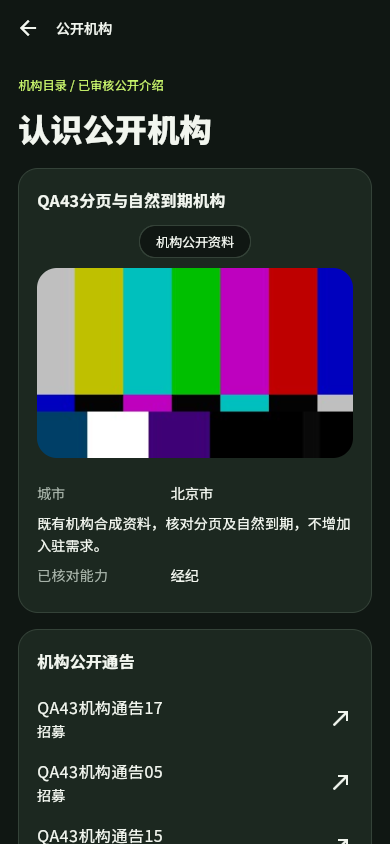 公开机构
机构目录 / 已审核公开介绍
认识公开机构
QA43分页与自然到期机构
机构公开资料
城市 北京市
既有机构合成资料，核对分页及自然到期，不增加
入驻需求。
已核对能力 经纪
机构公开通告
QA43机构通告17
招募
QA43机构通告05
招募
QA43机构通告15